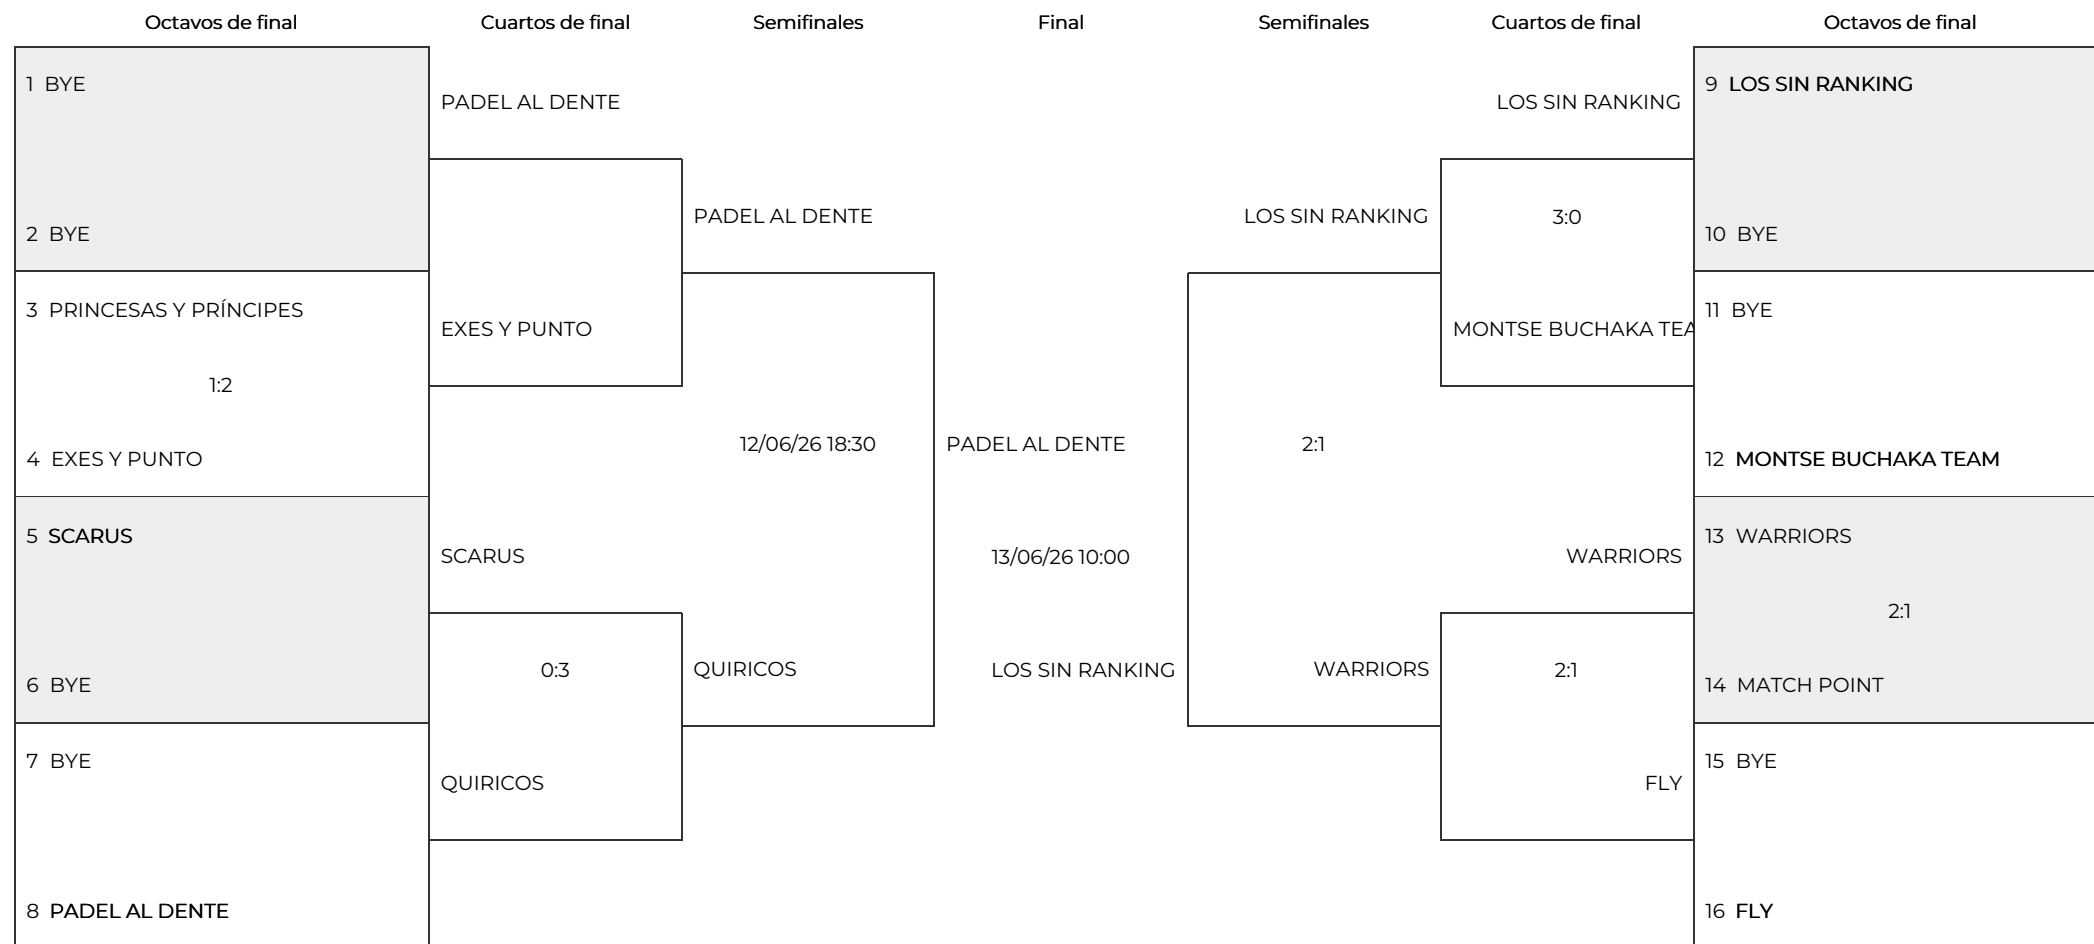 Octavos de final
Cuartos de final
Semifinales
Final
Semifinales
Cuartos de final
Octavos de final
1 BYE
2 BYE
3 PRINCESAS Y PRÍNCIPES
1:2
4 EXES Y PUNTO
5 SCARUS
6 BYE
7 BYE
8 PADEL AL DENTE
PADEL AL DENTE
EXES Y PUNTO
SCARUS
0:3
QUIRICOS
PADEL AL DENTE
12/06/26 18:30
QUIRICOS
PADEL AL DENTE
13/06/26 10:00
LOS SIN RANKING
LOS SIN RANKING
2:1
WARRIORS
LOS SIN RANKING
3:0
MONTSE BUCHAKA TEA
WARRIORS
2:1
FLY
9 LOS SIN RANKING
10 BYE
11 BYE
12 MONTSE BUCHAKA TEAM
13 WARRIORS
2:1
14 MATCH POINT
15 BYE
16 FLY